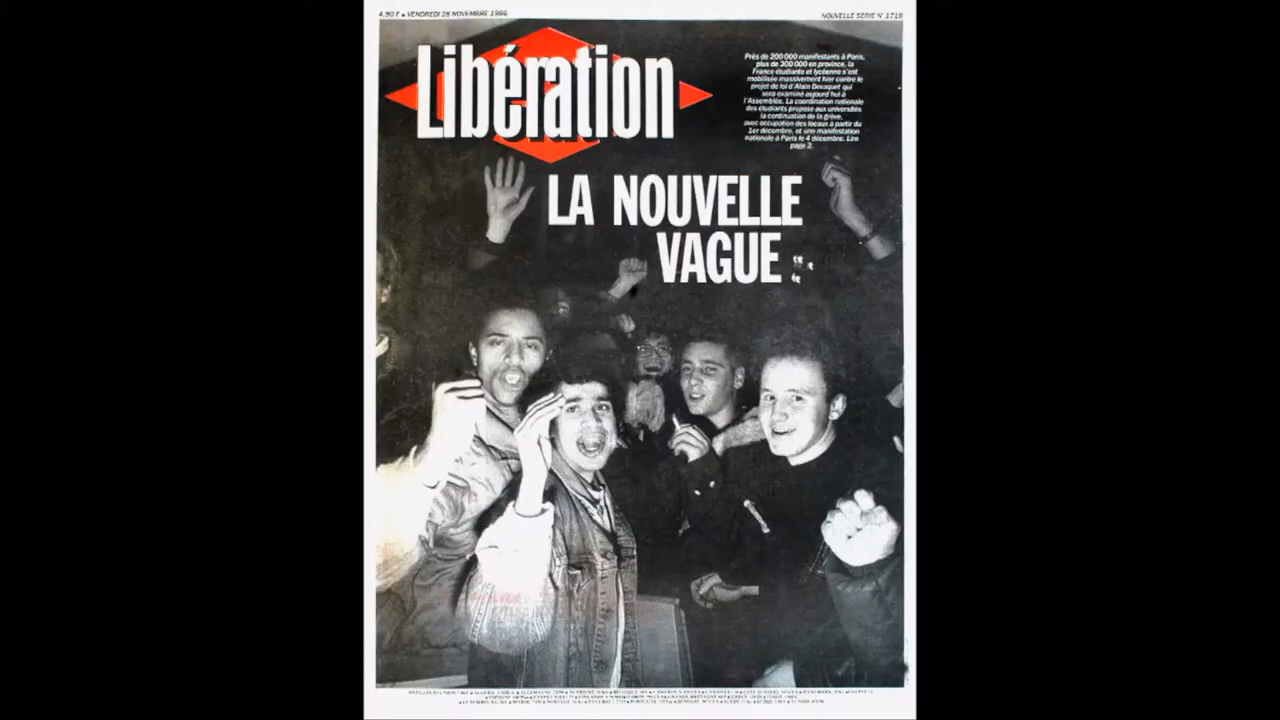 4,90 F • VENDREDI 28 NOVEMBRE 1986
NOUVELLE SERIE N° 1718
Libération
Près de 200 000 manifestants à Paris,
plus de 300 000 en province, la
France étudiante et lycéenne s'est
mobilisée massivement hier contre le
projet de loi d'Alain Devaquet qui
sera examiné aujourd'hui à
l'Assemblée. La coordination nationale
des étudiants propose aux universités
la continuation de la grève,
avec occupation des locaux à partir du
1er décembre, et une manifestation
nationale à Paris le 4 décembre. Lire
page 2.
LA NOUVELLE
VAGUE